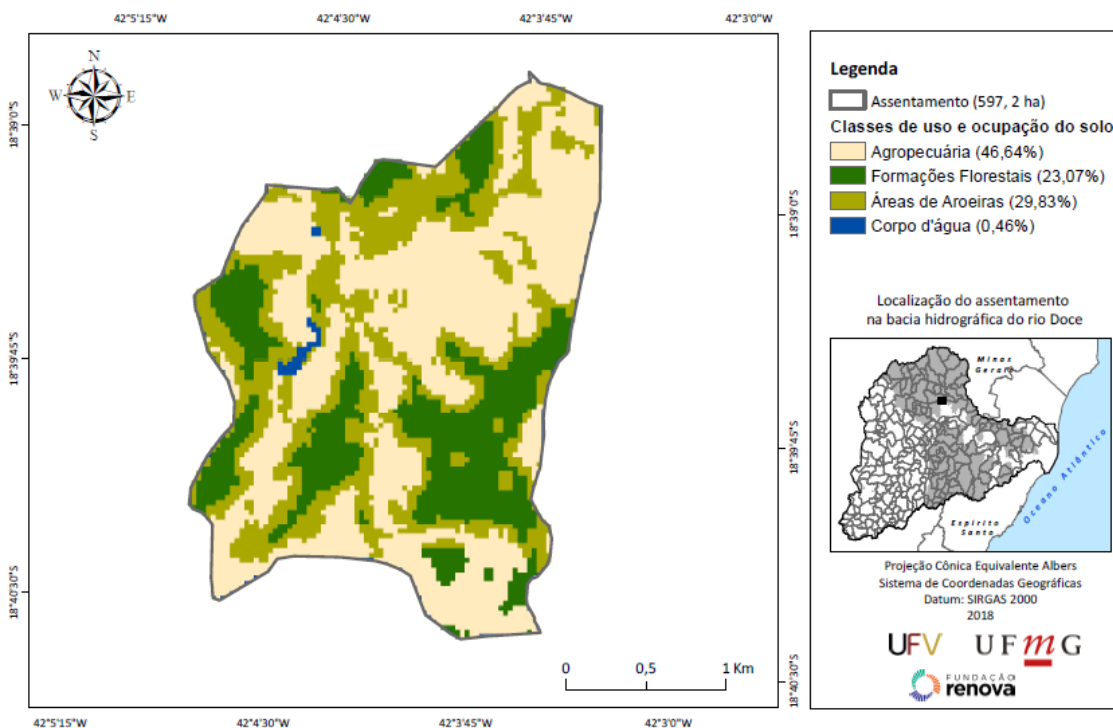 42°5'15"W 42°4'30"W 42°3'45"W 42°3'0"W
N
W E
S
18°39'0"S
18°39'45"S
18°40'30"S
18°39'0"S
18°39'45"S
18°40'30"S
0 0,5 1 Km
42°5'15"W 42°4'30"W 42°3'45"W 42°3'0"W
Legenda
Assentamento (597, 2 ha)
Classes de uso e ocupação do solo
Agropecuária (46,64%)
Formações Florestais (23,07%)
Áreas de Aroeiras (29,83%)
Corpo d'água (0,46%)
Localização do assentamento
na bacia hidrográfica do rio Doce
Minas
Gerais
Oceano Atlântico
Espírito
Santo
Projeção Cônica Equivalente Albers
Sistema de Coordenadas Geográficas
Datum: SIRGAS 2000
2018
UFV UFmG
FUNDAÇÃO
renova